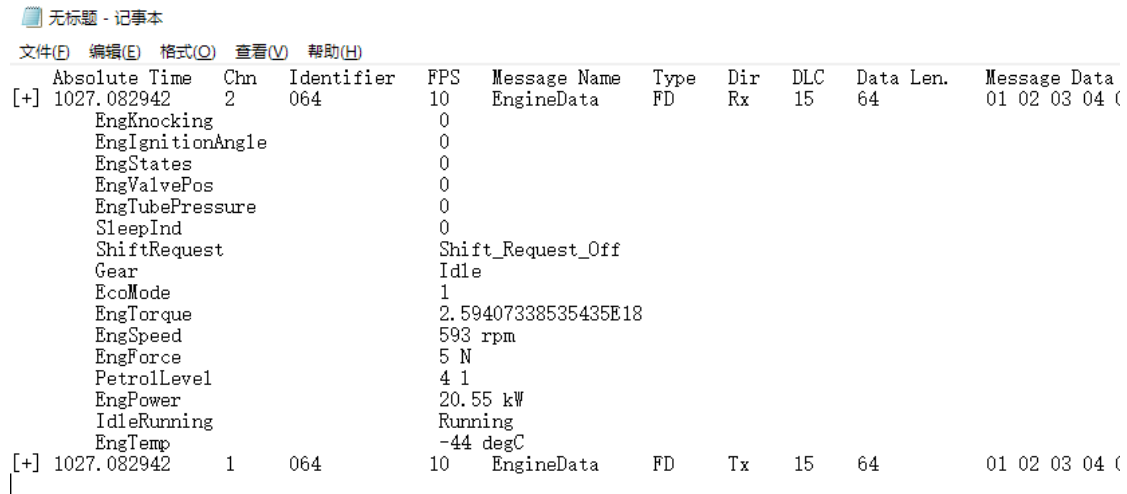 无标题 - 记事本
文件(F) 编辑(E) 格式(O) 查看(V) 帮助(H)
Absolute Time Chn Identifier FPS Message Name Type Dir DLC Data Len. Message Data
[+] 1027.082942 2 064 10 EngineData FD Rx 15 64 01 02 03 04
EngKnocking 0
EngIgnitionAngle 0
EngStates 0
EngValvePos 0
EngTubePressure 0
SleepInd 0
ShiftRequest Shift_Request_Off
Gear Idle
EcoMode 1
EngTorque 2.59407338535435E18
EngSpeed 593 rpm
EngForce 5 N
PetrolLevel 4 l
EngPower 20.55 kW
IdleRunning Running
EngTemp -44 degC
[+] 1027.082942 1 064 10 EngineData FD Tx 15 64 01 02 03 04